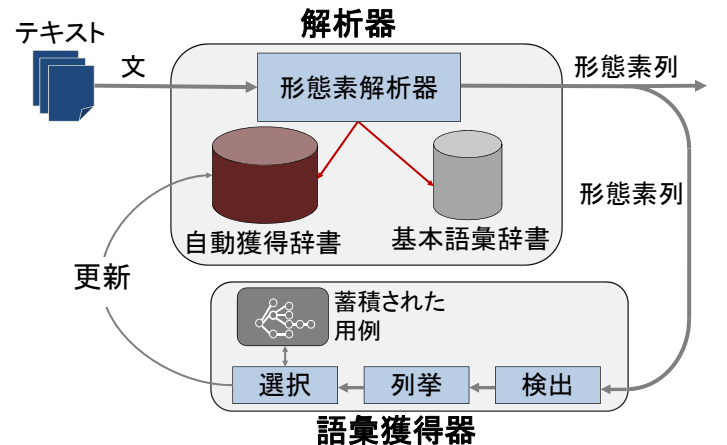 解析器
テキスト
文
形態素解析器
形態素列
形態素列
自動獲得辞書
基本語彙辞書
更新
蓄積された
用例
選択
列挙
検出
語彙獲得器